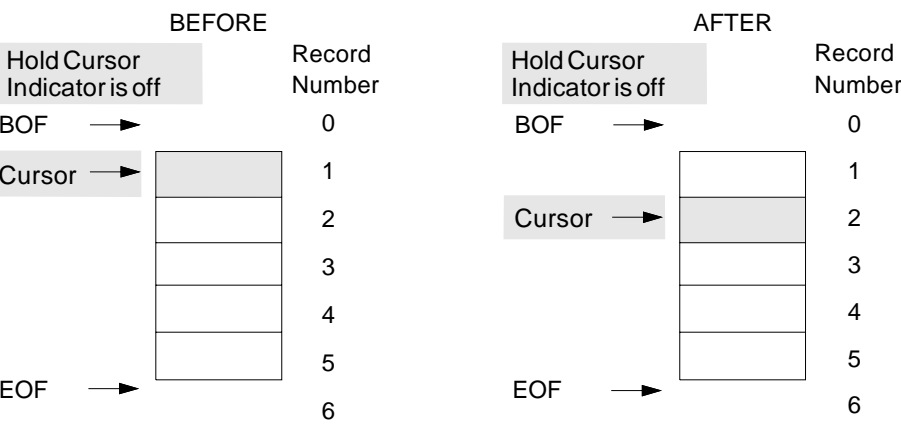 BEFORE
Hold Cursor
Indicator is off
Record
Number
BOF
0
Cursor
1
2
3
4
5
EOF
6
AFTER
Hold Cursor
Indicator is off
Record
Number
BOF
0
1
Cursor
2
3
4
5
EOF
6